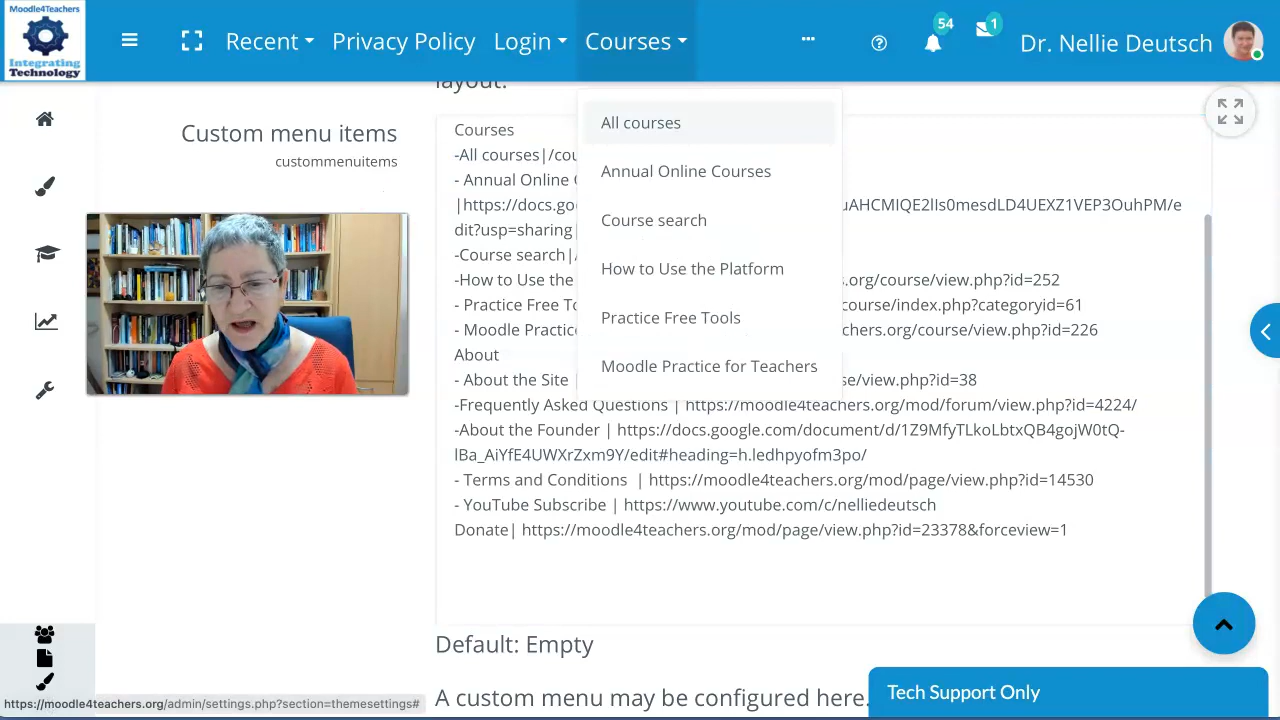 Moodle4Teachers
Integrating
Technology
Recent
Privacy Policy
Login
Courses
54
1
Dr. Nellie Deutsch
layout.
Custom menu items
custommenuitems
All courses
Annual Online Courses
Course search
How to Use the Platform
Practice Free Tools
Moodle Practice for Teachers
Courses
-All courses|/cou
- Annual Online
|https://docs.go uAHCMIQE2lIs0mesdLD4UEXZ1VEP3OuhPM/e
dit?usp=sharing|
-Course search|/
-How to Use the s.org/course/view.php?id=252
- Practice Free To course/index.php?categoryid=61
- Moodle Practice chers.org/course/view.php?id=226
About
- About the Site | se/view.php?id=38
-Frequently Asked Questions | https://moodle4teachers.org/mod/forum/view.php?id=4224/
-About the Founder | https://docs.google.com/document/d/1Z9MfyTLkoLbtxQB4gojW0tQ-
lBa_AiYfE4UWXrZxm9Y/edit#heading=h.ledhpyofm3po/
- Terms and Conditions | https://moodle4teachers.org/mod/page/view.php?id=14530
- YouTube Subscribe | https://www.youtube.com/c/nelliedeutsch
Donate| https://moodle4teachers.org/mod/page/view.php?id=23378&forceview=1
Default: Empty
A custom menu may be configured here.
Tech Support Only
https://moodle4teachers.org/admin/settings.php?section=themesettings#